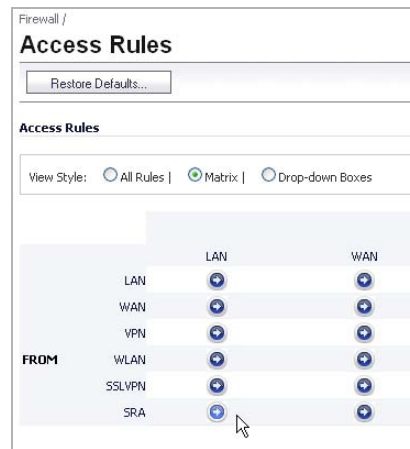 Firewall /
Access Rules
Restore Defaults...
Access Rules
View Style: All Rules | Matrix | Drop-down Boxes
LAN WAN
LAN
WAN
VPN
FROM WLAN
SSLVPN
SRA